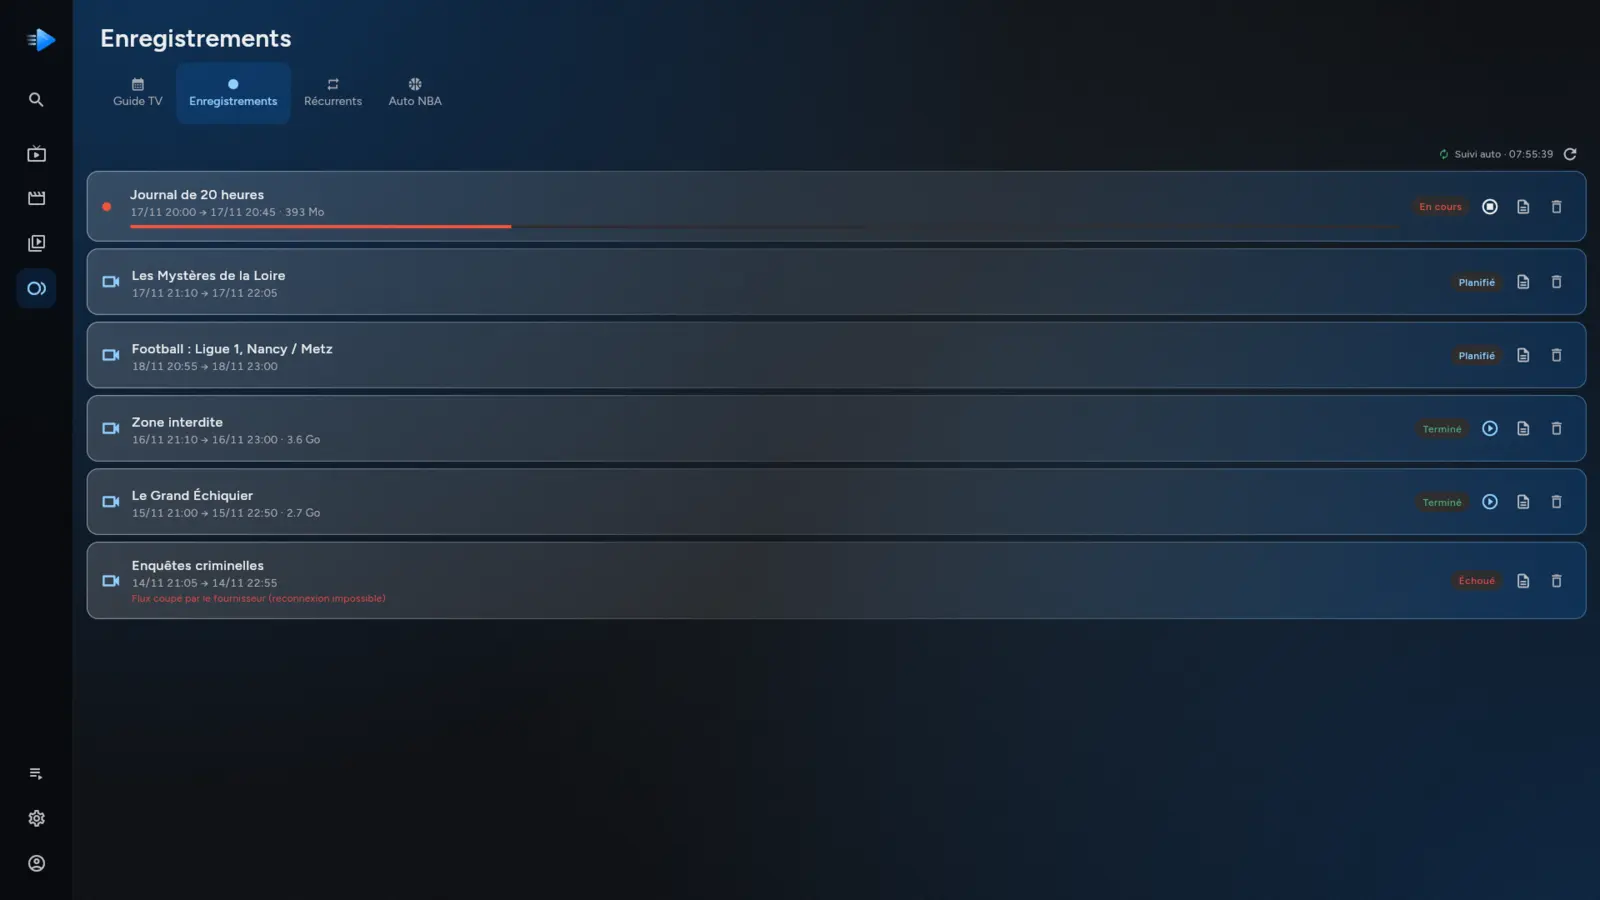 Enregistrements
Guide TV
Enregistrements
Récurrents
Auto NBA
Suivi auto · 07:55:39
Journal de 20 heures
17/11 20:00 → 17/11 20:45 · 393 Mo
En cours
Les Mystères de la Loire
17/11 21:10 → 17/11 22:05
Planifié
Football : Ligue 1, Nancy / Metz
18/11 20:55 → 18/11 23:00
Planifié
Zone interdite
16/11 21:10 → 16/11 23:00 · 3.6 Go
Terminé
Le Grand Échiquier
15/11 21:00 → 15/11 22:50 · 2.7 Go
Terminé
Enquêtes criminelles
14/11 21:05 → 14/11 22:55
Flux coupé par le fournisseur (reconnexion impossible)
Échoué